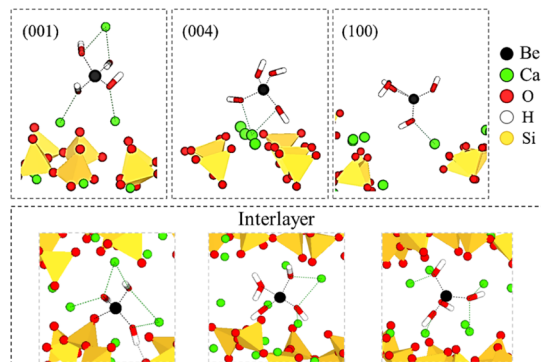 (001)
(004)
(100)
Be
Ca
O
H
Si
Interlayer